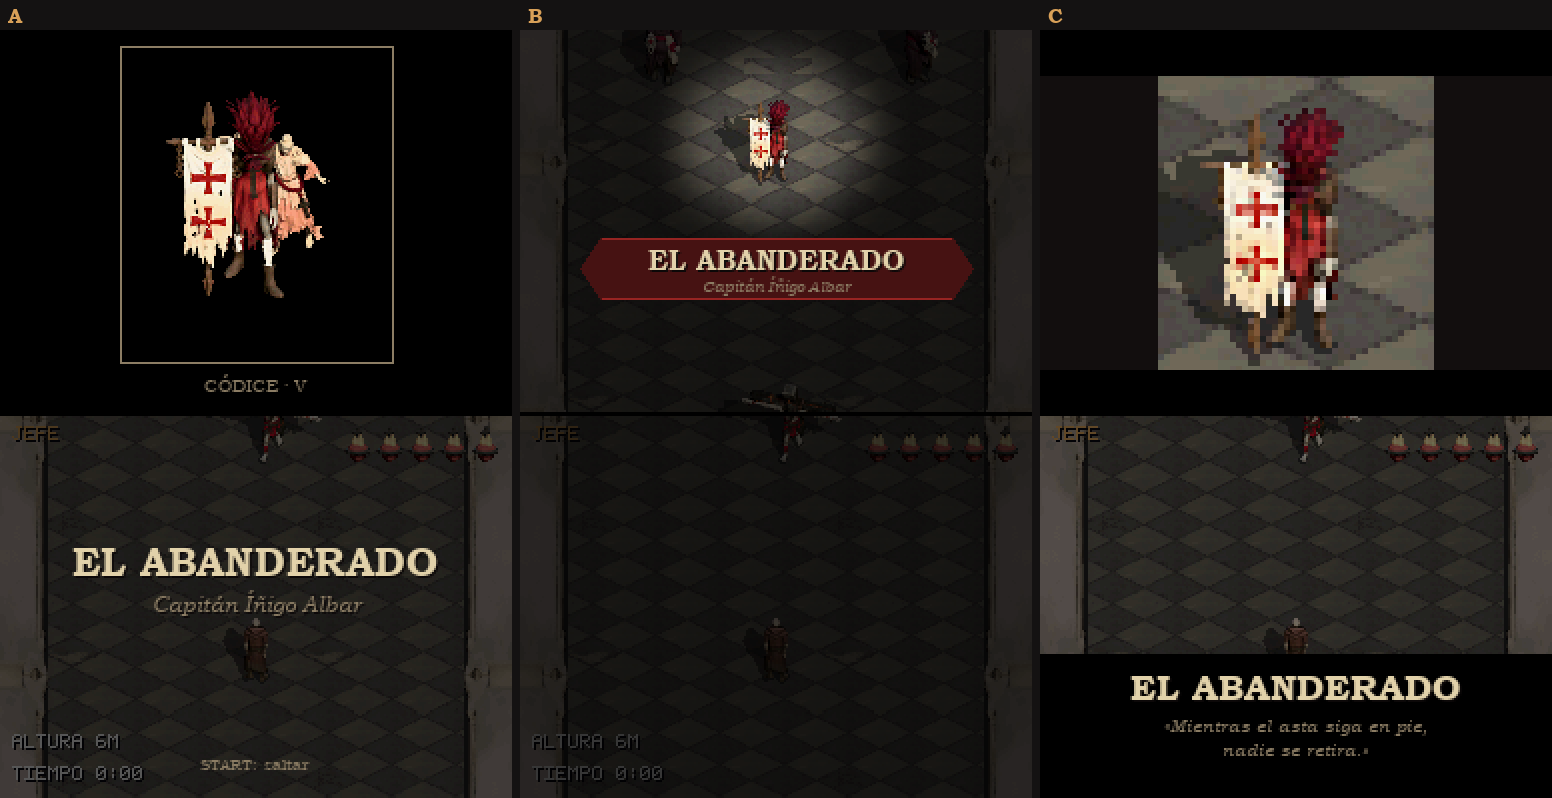 A
B
C
EL ABANDERADO
Capitán Íñigo Albar
CÓDICE · V
JEFE
JEFE
JEFE
EL ABANDERADO
Capitán Íñigo Albar
ALTURA 6M
START: saltar
TIEMPO 0:00
ALTURA 6M
TIEMPO 0:00
EL ABANDERADO
«Mientras el asta siga en pie,
nadie se retira.»